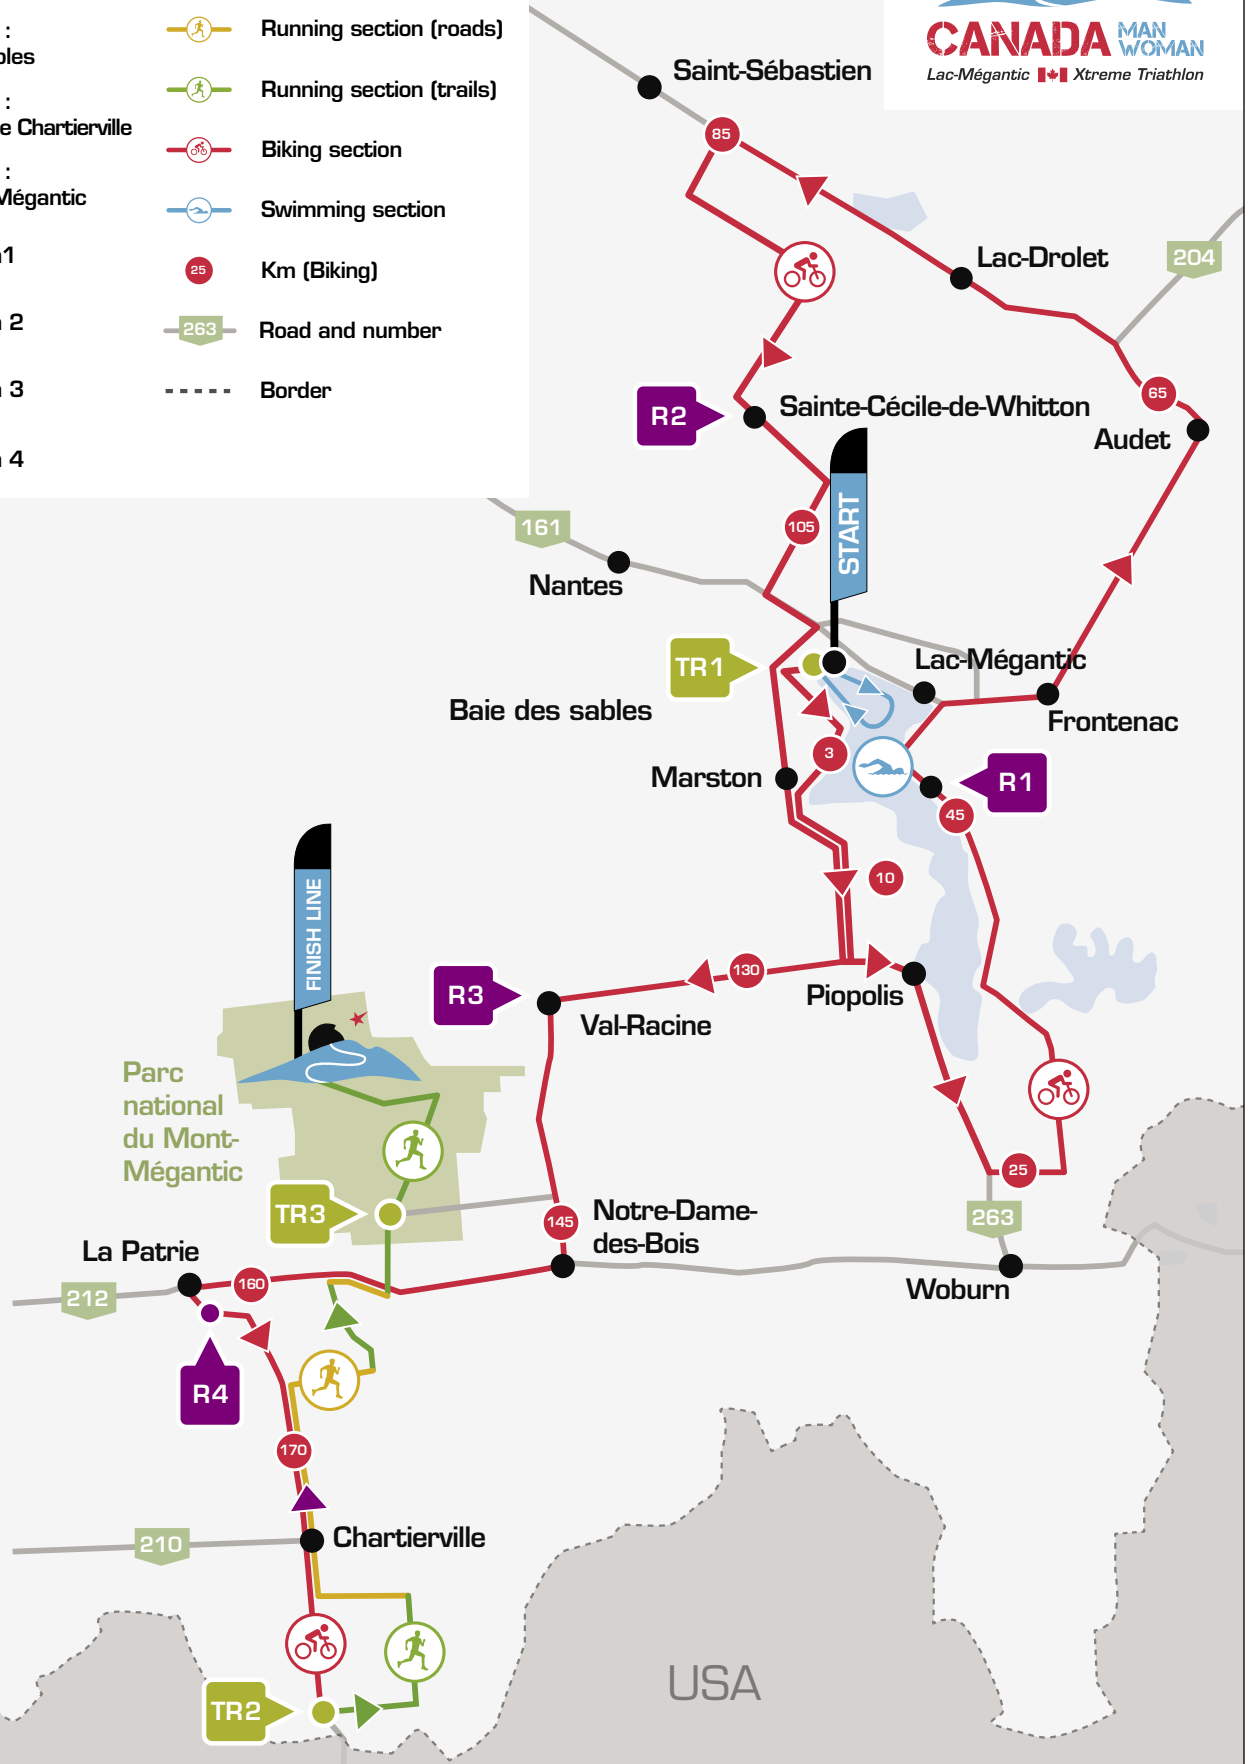 :
Running section (roads)
Running section (trails)
:
e Chartierville
Biking section
:
Mégantic
Swimming section
25
Km (Biking)
2
263
Road and number
3
Border
4
CANADA MAN
WOMAN
Lac-Mégantic Xtreme Triathlon
Saint-Sébastien
85
Lac-Drolet
204
65
Audet
R2
Sainte-Cécile-de-Whitton
START
105
161
Nantes
TR1
Lac-Mégantic
Frontenac
Baie des sables
3
Marston
R1
45
10
FINISH LINE
130
R3
Piopolis
Val-Racine
Parc
national
du Mont-
Mégantic
25
TR3
263
145
Notre-Dame-
des-Bois
La Patrie
160
212
Woburn
R4
170
210
Chartierville
USA
TR2